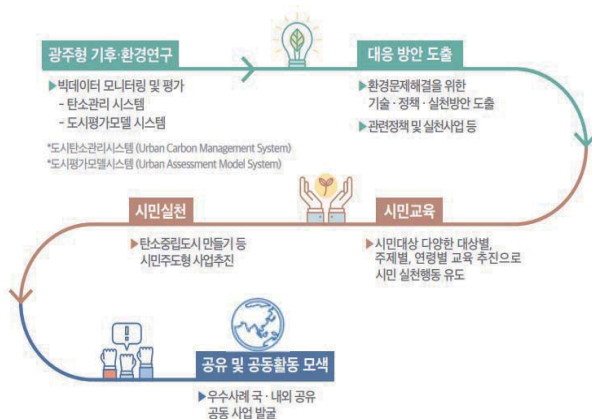 광주형 기후·환경연구
▶빅데이터 모니터링 및 평가
- 탄소관리 시스템
- 도시평가모델 시스템
*도시탄소관리시스템 (Urban Carbon Management System)
*도시평가모델시스템 (Urban Assessment Model System)
대응 방안 도출
▶환경문제해결을 위한
기술·정책·실천방안 도출
▶관련정책 및 실천사업 등
시민교육
▶시민대상 다양한 대상별,
주제별, 연령별 교육 추진으로
시민 실천행동 유도
시민실천
▶탄소중립도시 만들기 등
시민주도형 사업추진
공유 및 공동활동 모색
▶우수사례 국·내외 공유
공동 사업 발굴